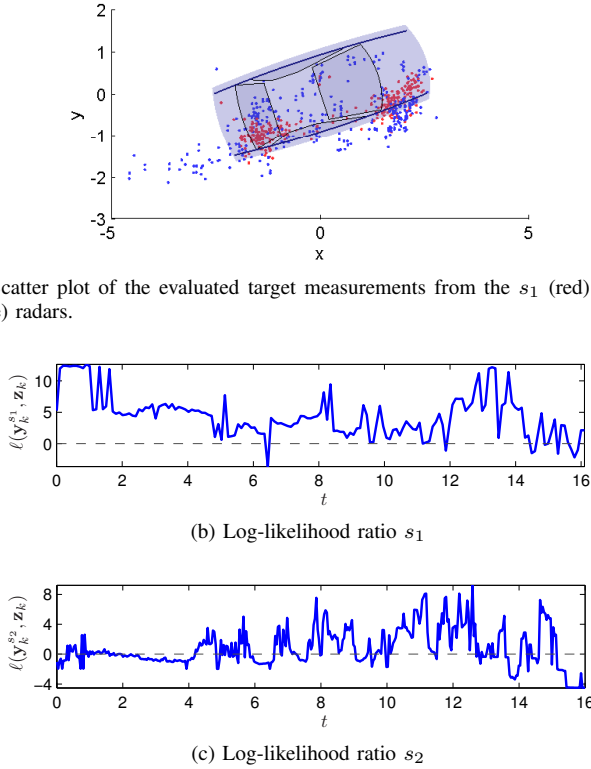 2
1
0
-1
-2
-3
y
-5
0
5
x
catter plot of the evaluated target measurements from the s₁ (red)
) radars.
10
5
0
ℓ(y_k^{s₁}, z_k)
0 2 4 6 8 10 12 14 16
t
(b) Log-likelihood ratio s₁
8
4
0
−4
ℓ(y_k^{s₂}, z_k)
0 2 4 6 8 10 12 14 16
t
(c) Log-likelihood ratio s₂